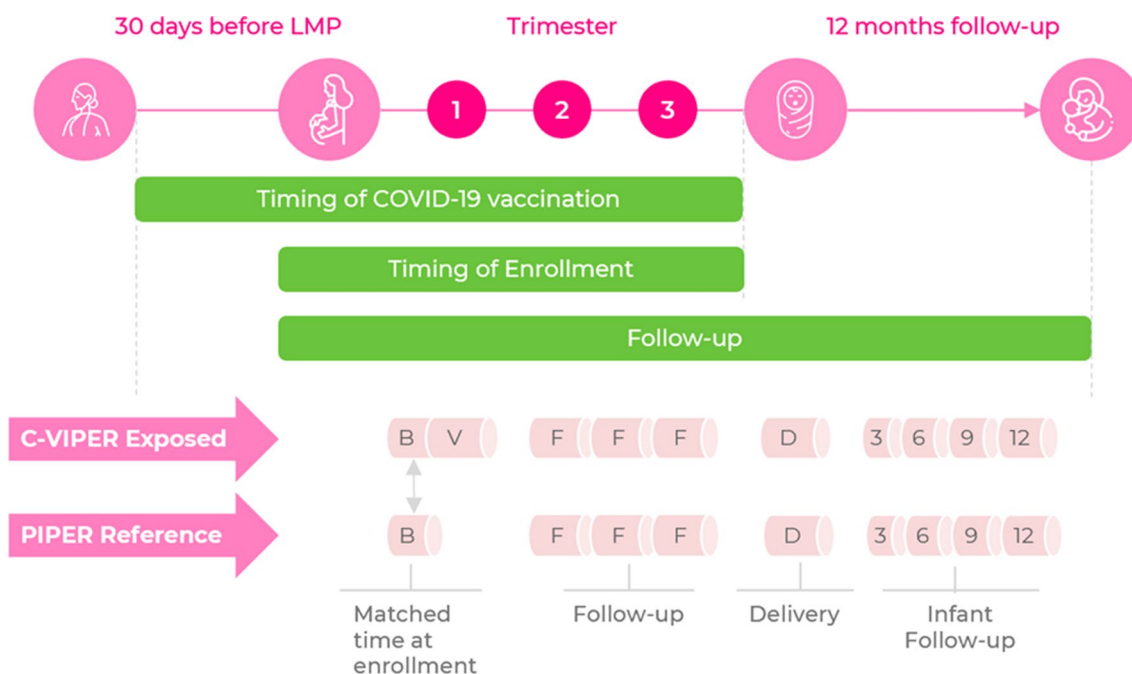 30 days before LMP Trimester 12 months follow-up
1 2 3
Timing of COVID-19 vaccination
Timing of Enrollment
Follow-up
C-VIPER Exposed B V F F F D 3 6 9 12
PIPER Reference B F F F D 3 6 9 12
Matched
time at
enrollment
Follow-up
Delivery
Infant
Follow-up